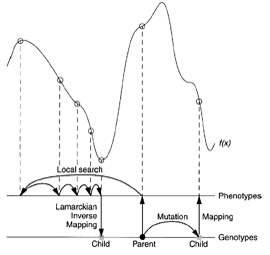 f(x)
Local search
Phenotypes
Lamarckian
Inverse
Mapping
Mutation
Mapping
Child
Parent
Child
Genotypes